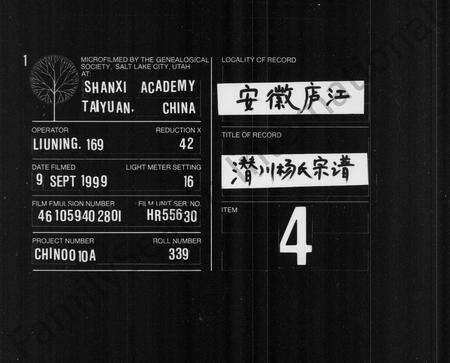 1
MICROFILMED BY THE GENEALOGICAL
SOCIETY, SALT LAKE CITY, UTAH
AT:
SHANXI ACADEMY
TAIYUAN, CHINA
OPERATOR REDUCTION X
LIUNING. 169 42
DATE FILMED LIGHT METER SETTING
9 SEPT 1999 16
FILM EMULSION NUMBER FILM UNIT SER. NO.
46105940 2801 HR55630
PROJECT NUMBER ROLL NUMBER
CHIN0010A 339
LOCALITY OF RECORD
安徽庐江
TITLE OF RECORD
潜川杨氏宗谱
ITEM
4